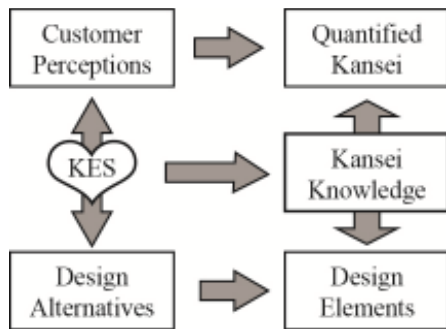 Customer
Perceptions
Quantified
Kansei
KES
Kansei
Knowledge
Design
Alternatives
Design
Elements